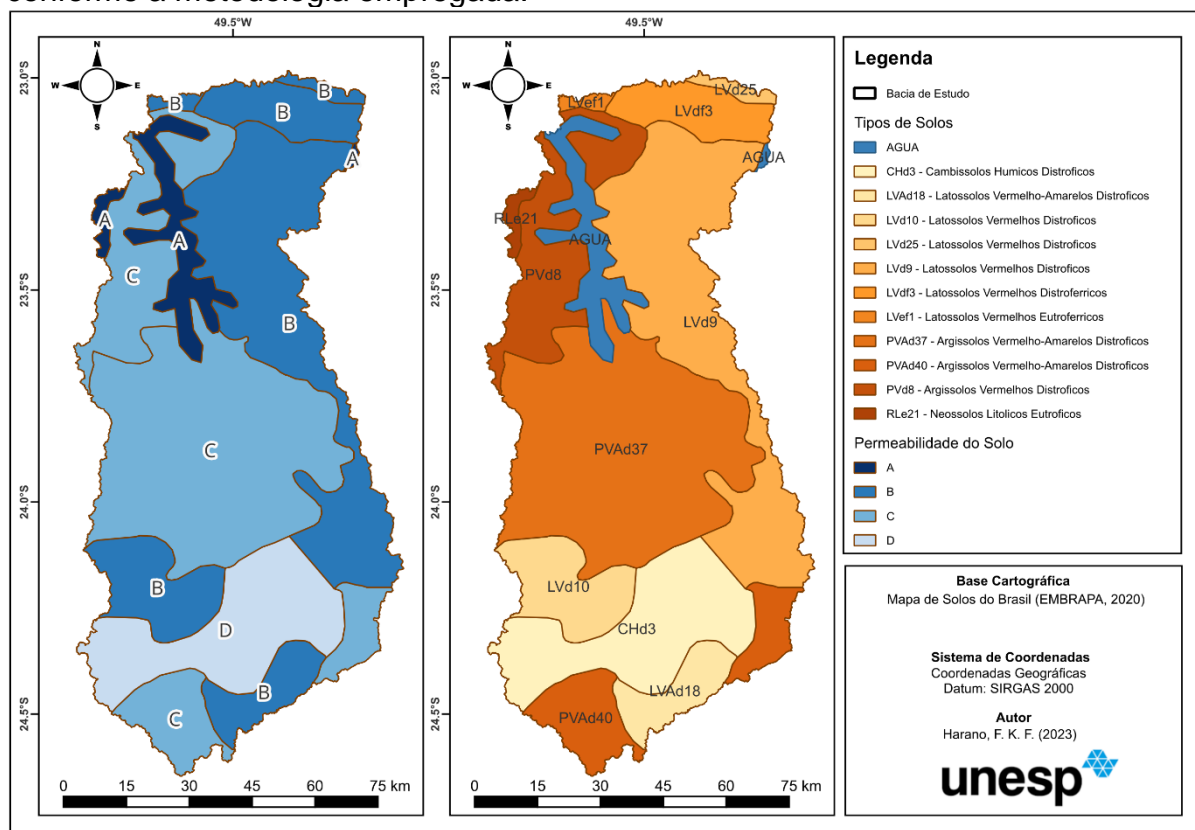 conforme a metodologia empregada.
49.5°W
49.5°W
N
W E
S
N
W E
S
23.0°S
23.5°S
24.0°S
24.5°S
B
B
B
A
A
A
C
B
C
B
D
B
C
0 15 30 45 60 75 km
23.0°S
23.5°S
24.0°S
24.5°S
LVef1
LVd25
LVdf3
AGUA
RLe21
AGUA
PVd8
LVd9
PVAd37
LVd10
CHd3
LVAd18
PVAd40
0 15 30 45 60 75 km
Legenda
Bacia de Estudo
Tipos de Solos
AGUA
CHd3 - Cambissolos Humicos Distroficos
LVAd18 - Latossolos Vermelho-Amarelos Distroficos
LVd10 - Latossolos Vermelhos Distroficos
LVd25 - Latossolos Vermelhos Distroficos
LVd9 - Latossolos Vermelhos Distroficos
LVdf3 - Latossolos Vermelhos Distroferricos
LVef1 - Latossolos Vermelhos Eutroferricos
PVAd37 - Argissolos Vermelho-Amarelos Distroficos
PVAd40 - Argissolos Vermelho-Amarelos Distroficos
PVd8 - Argissolos Vermelhos Distroficos
RLe21 - Neossolos Litolicos Eutroficos
Permeabilidade do Solo
A
B
C
D
Base Cartográfica
Mapa de Solos do Brasil (EMBRAPA, 2020)
Sistema de Coordenadas
Coordenadas Geográficas
Datum: SIRGAS 2000
Autor
Harano, F. K. F. (2023)
unesp